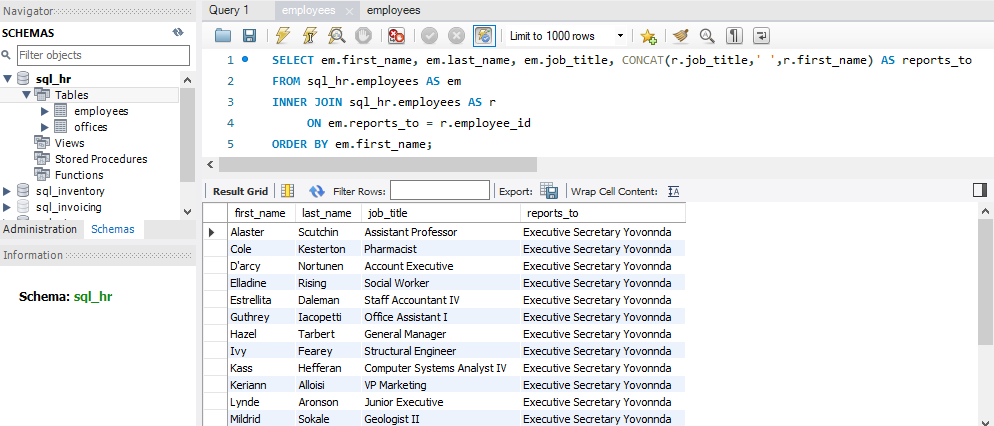 Navigator
Query 1
employees
employees
SCHEMAS
Filter objects
Limit to 1000 rows
sql_hr
Tables
employees
offices
Views
Stored Procedures
Functions
sql_inventory
sql_invoicing
1 SELECT em.first_name, em.last_name, em.job_title, CONCAT(r.job_title,' ',r.first_name) AS reports_to
2 FROM sql_hr.employees AS em
3 INNER JOIN sql_hr.employees AS r
4 ON em.reports_to = r.employee_id
5 ORDER BY em.first_name;
Administration Schemas
Information
Schema: sql_hr
Result Grid Filter Rows: Export: Wrap Cell Content:
first_name last_name job_title reports_to
Alaster Scutchin Assistant Professor Executive Secretary Yovonnda
Cole Kesterton Pharmacist Executive Secretary Yovonnda
D'arcy Nortunen Account Executive Executive Secretary Yovonnda
Elladine Rising Social Worker Executive Secretary Yovonnda
Estrellita Daleman Staff Accountant IV Executive Secretary Yovonnda
Guthrey Iacopetti Office Assistant I Executive Secretary Yovonnda
Hazel Tarbert General Manager Executive Secretary Yovonnda
Ivy Fearey Structural Engineer Executive Secretary Yovonnda
Kass Hefferan Computer Systems Analyst IV Executive Secretary Yovonnda
Keriann Alloisi VP Marketing Executive Secretary Yovonnda
Lynde Aronson Junior Executive Executive Secretary Yovonnda
Mildrid Sokale Geologist II Executive Secretary Yovonnda